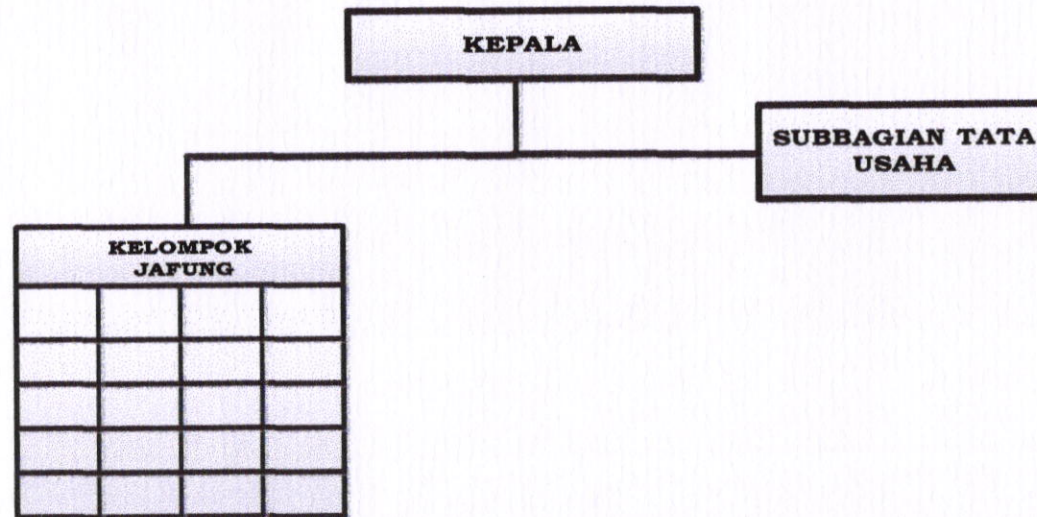 KEPALA
SUBBAGIAN TATA
USAHA
KELOMPOK
JAFUNG